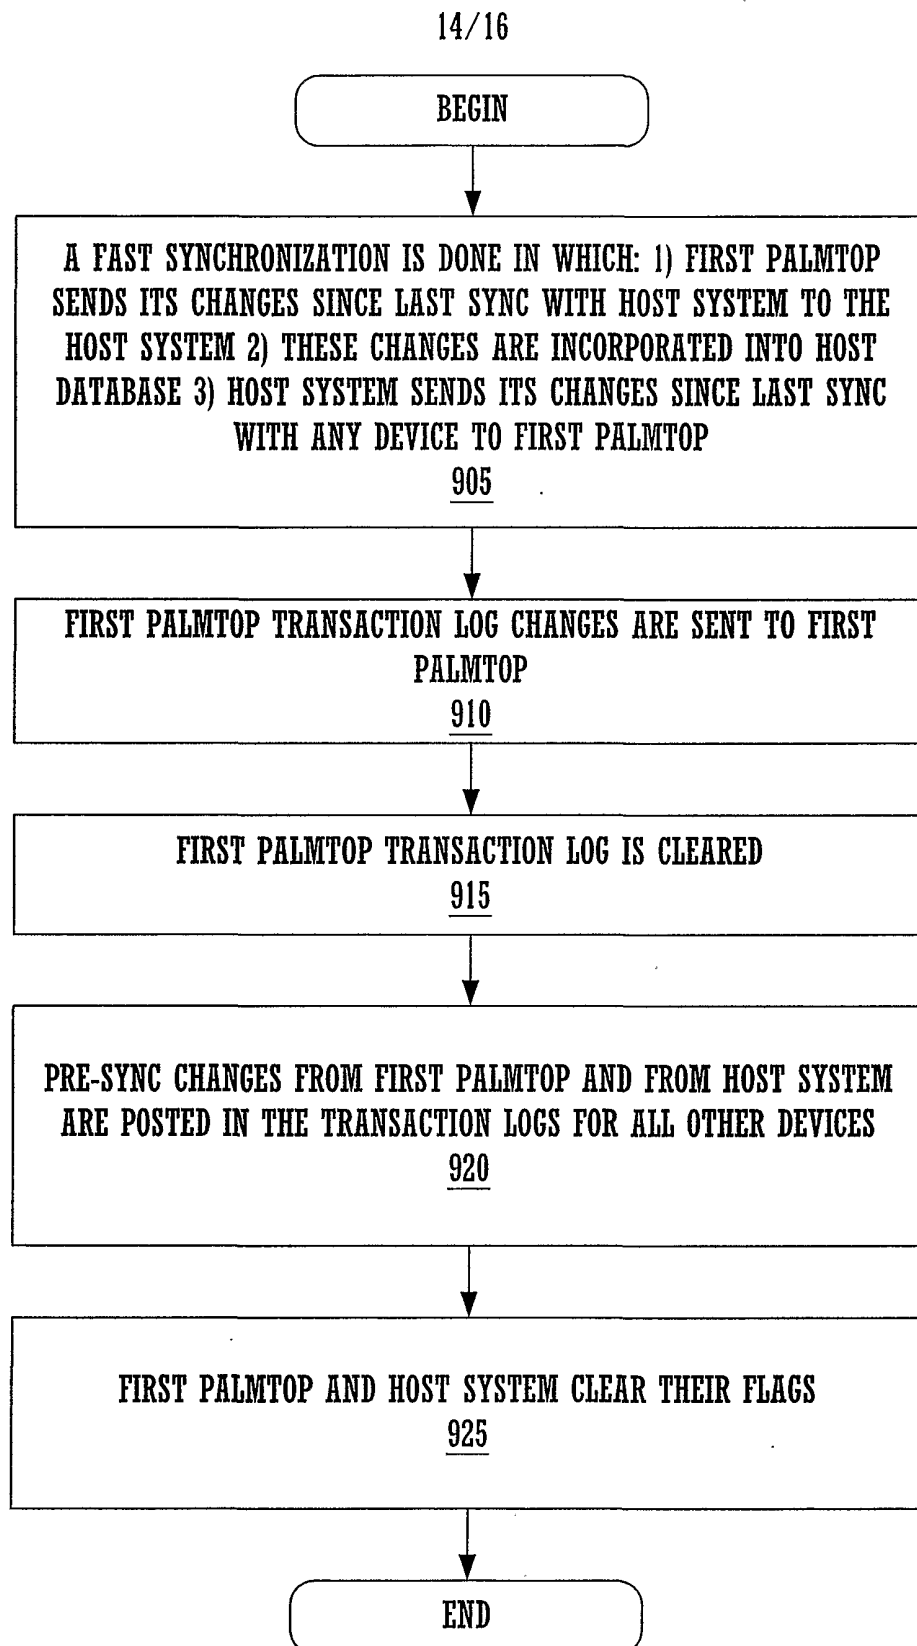 14/16
BEGIN
A FAST SYNCHRONIZATION IS DONE IN WHICH: 1) FIRST PALMTOP
SENDS ITS CHANGES SINCE LAST SYNC WITH HOST SYSTEM TO THE
HOST SYSTEM 2) THESE CHANGES ARE INCORPORATED INTO HOST
DATABASE 3) HOST SYSTEM SENDS ITS CHANGES SINCE LAST SYNC
WITH ANY DEVICE TO FIRST PALMTOP
905
FIRST PALMTOP TRANSACTION LOG CHANGES ARE SENT TO FIRST
PALMTOP
910
FIRST PALMTOP TRANSACTION LOG IS CLEARED
915
PRE-SYNC CHANGES FROM FIRST PALMTOP AND FROM HOST SYSTEM
ARE POSTED IN THE TRANSACTION LOGS FOR ALL OTHER DEVICES
920
FIRST PALMTOP AND HOST SYSTEM CLEAR THEIR FLAGS
925
END